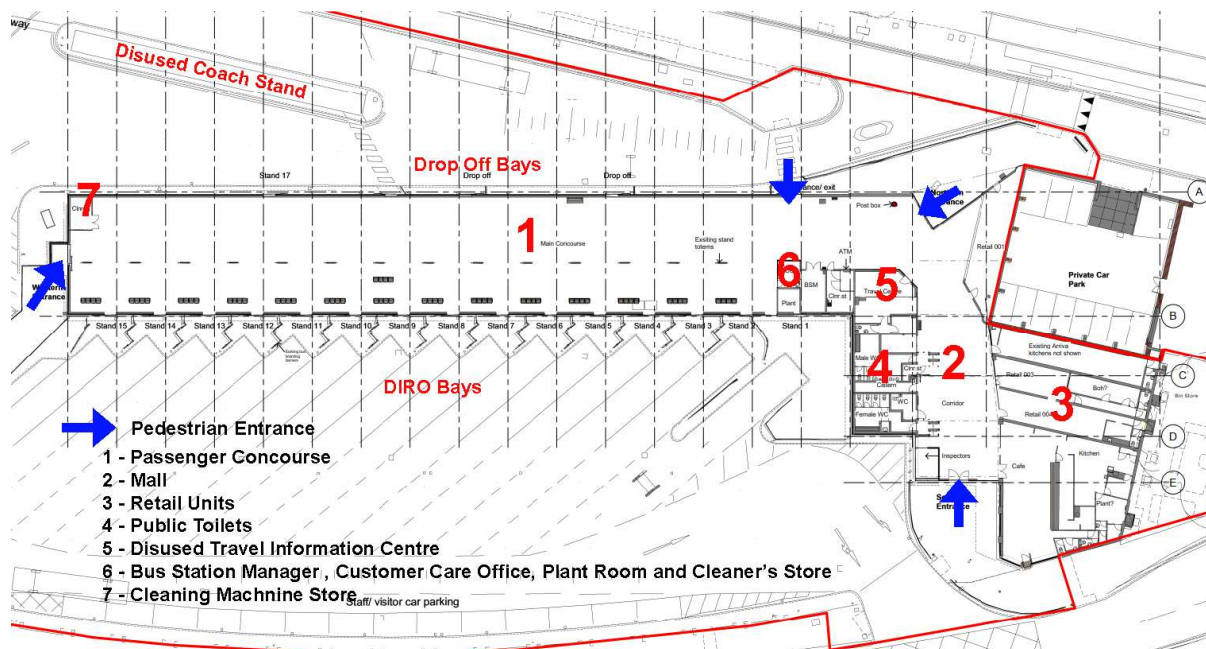 way
Disused Coach Stand
Drop Off Bays
Stand 17
Drop off
Drop off
ance/ exit
A
7
Clnr
Post box
Northern
Entrance
Retail 001
1
Main Concourse
Existing stand
totems
ATM
6
BSM
Plant
Clnr st
5
Travel Centre
Private Car
Park
Western
Entrance
B
Stand 15
Stand 14
Stand 13
Stand 12
Stand 11
Stand 10
Stand 9
Stand 8
Stand 7
Stand 6
Stand 5
Stand 4
Stand 3
Stand 2
Stand 1
Existing Arriva
kitchens not shown
DIRO Bays
Male WC
4
Clnr st
2
Retail 003
Boh?
3
C
Bin Store
Cistern
WC
Female WC
Corridor
Retail 004
D
Inspectors
Cafe
Kitchen
E
Plant?
Entrance
Pedestrian Entrance
1 - Passenger Concourse
2 - Mall
3 - Retail Units
4 - Public Toilets
5 - Disused Travel Information Centre
6 - Bus Station Manager , Customer Care Office, Plant Room and Cleaner's Store
7 - Cleaning Machnine Store
Staff/ visitor car parking